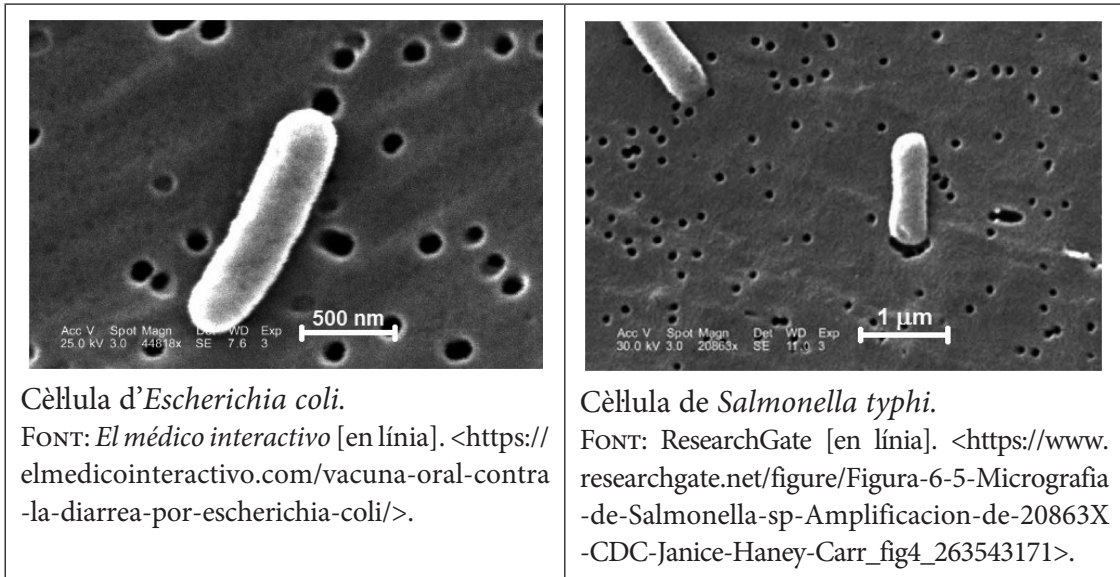 500 nm
Acc V Spot Magn Det WD Exp
25.0 kV 3.0 44818x SE 7.6 3
Cèl·lula d’Escherichia coli.
FONT: El médico interactivo [en línia]. <https://
elmedicointeractivo.com/vacuna-oral-contra
-la-diarrea-por-escherichia-coli/>.
1 µm
Acc V Spot Magn Det WD Exp
30.0 kV 3.0 20863x SE 11.0 3
Cèl·lula de Salmonella typhi.
FONT: ResearchGate [en línia]. <https://www.
researchgate.net/figure/Figura-6-5-Micrografia
-de-Salmonella-sp-Amplificacion-de-20863X
-CDC-Janice-Haney-Carr_fig4_263543171>.